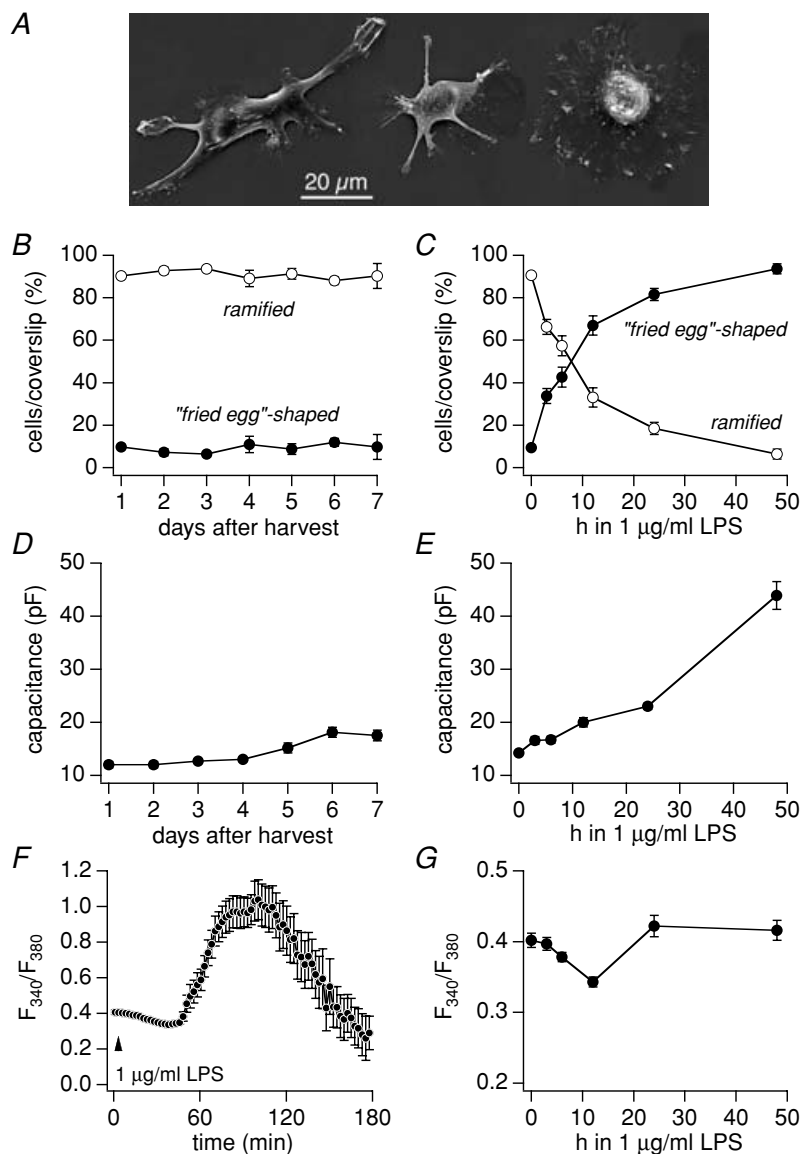 A
20 µm
B
cells/coverslip (%)
100
80
60
40
20
0
ramified
"fried egg"-shaped
1 2 3 4 5 6 7
days after harvest
C
cells/coverslip (%)
100
80
60
40
20
0
"fried egg"-shaped
ramified
0 10 20 30 40 50
h in 1 µg/ml LPS
D
capacitance (pF)
50
40
30
20
10
1 2 3 4 5 6 7
days after harvest
E
capacitance (pF)
50
40
30
20
10
0 10 20 30 40 50
h in 1 µg/ml LPS
F
F340/F380
1.2
1.0
0.8
0.6
0.4
0.2
0.0
1 µg/ml LPS
0 60 120 180
time (min)
G
F340/F380
0.5
0.4
0.3
0.2
0 10 20 30 40 50
h in 1 µg/ml LPS